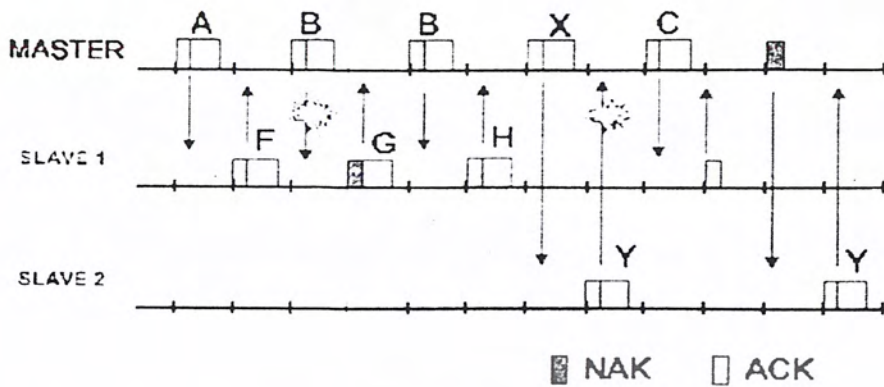 A B B X C
MASTER
F G H
SLAVE 1
Y Y
SLAVE 2
NAK ACK